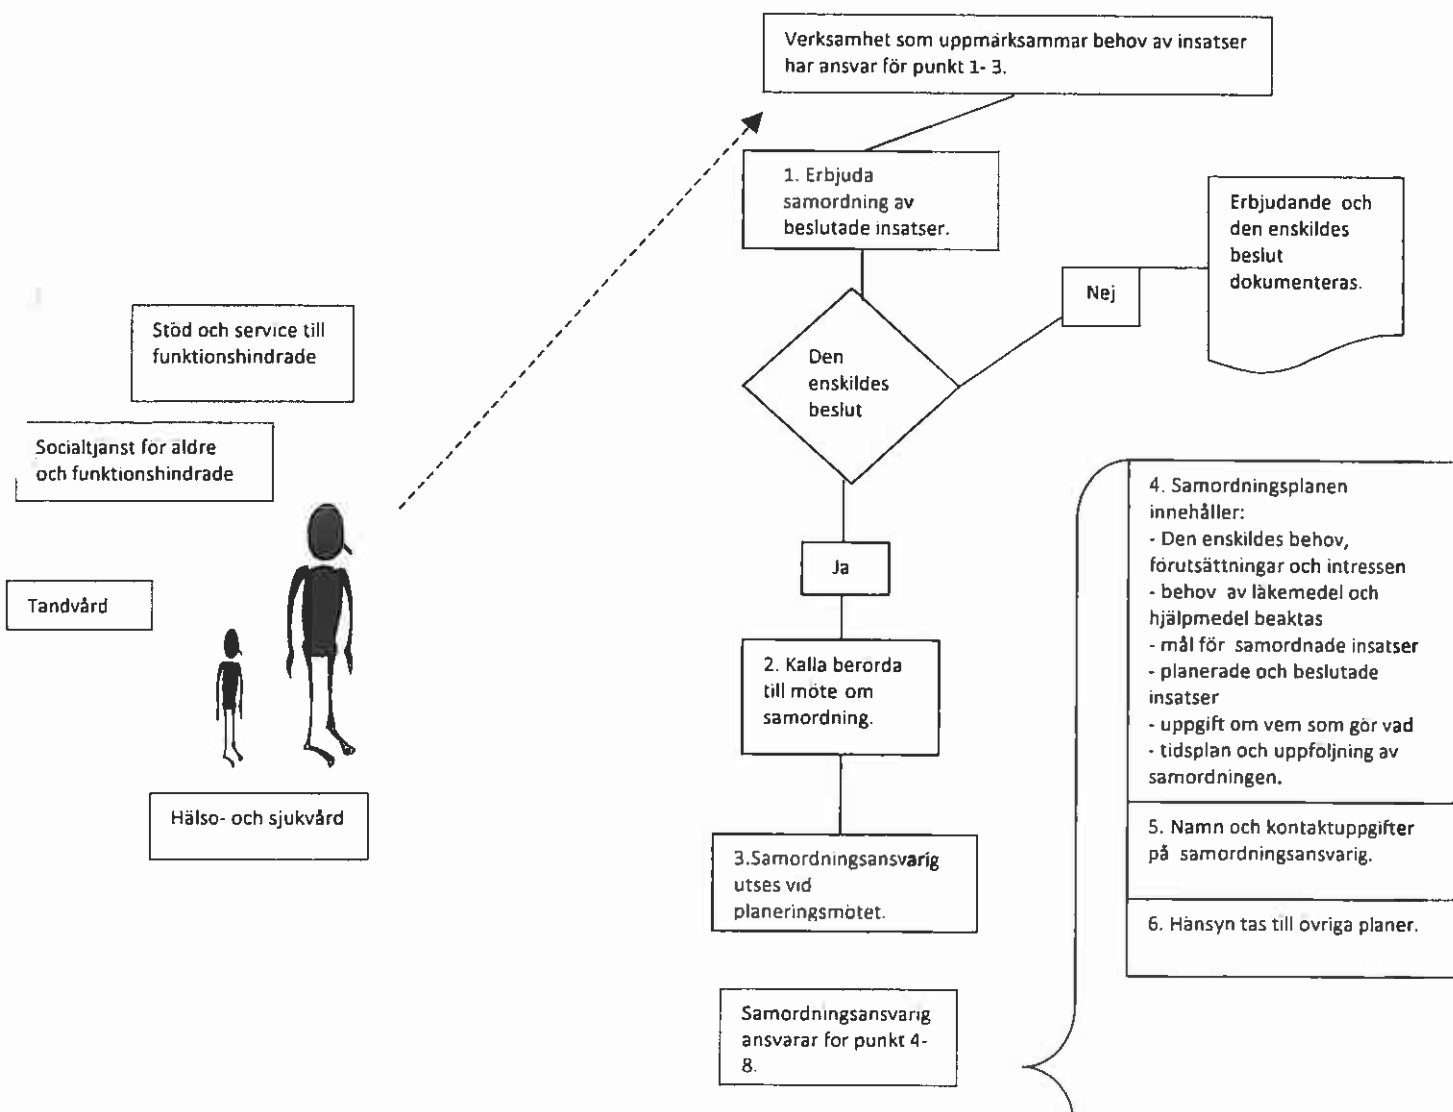 Verksamhet som uppmärksammar behov av insatser
har ansvar för punkt 1- 3.
1. Erbjuda
samordning av
beslutade insatser.
Erbjudande och
den enskildes
beslut
dokumenteras.
Nej
Den
enskildes
beslut
Ja
2. Kalla berörda
till möte om
samordning.
3.Samordningsansvarig
utses vid
planeringsmötet.
Samordningsansvarig
ansvarar for punkt 4-
8.
Stöd och service till
funktionshindrade
Socialtjänst för äldre
och funktionshindrade
Tandvård
Hälso- och sjukvård
4. Samordningsplanen
innehåller:
- Den enskildes behov,
förutsättningar och intressen
- behov av läkemedel och
hjälpmedel beaktas
- mål för samordnade insatser
- planerade och beslutade
insatser
- uppgift om vem som gör vad
- tidsplan och uppföljning av
samordningen.
5. Namn och kontaktuppgifter
på samordningsansvarig.
6. Hänsyn tas till övriga planer.